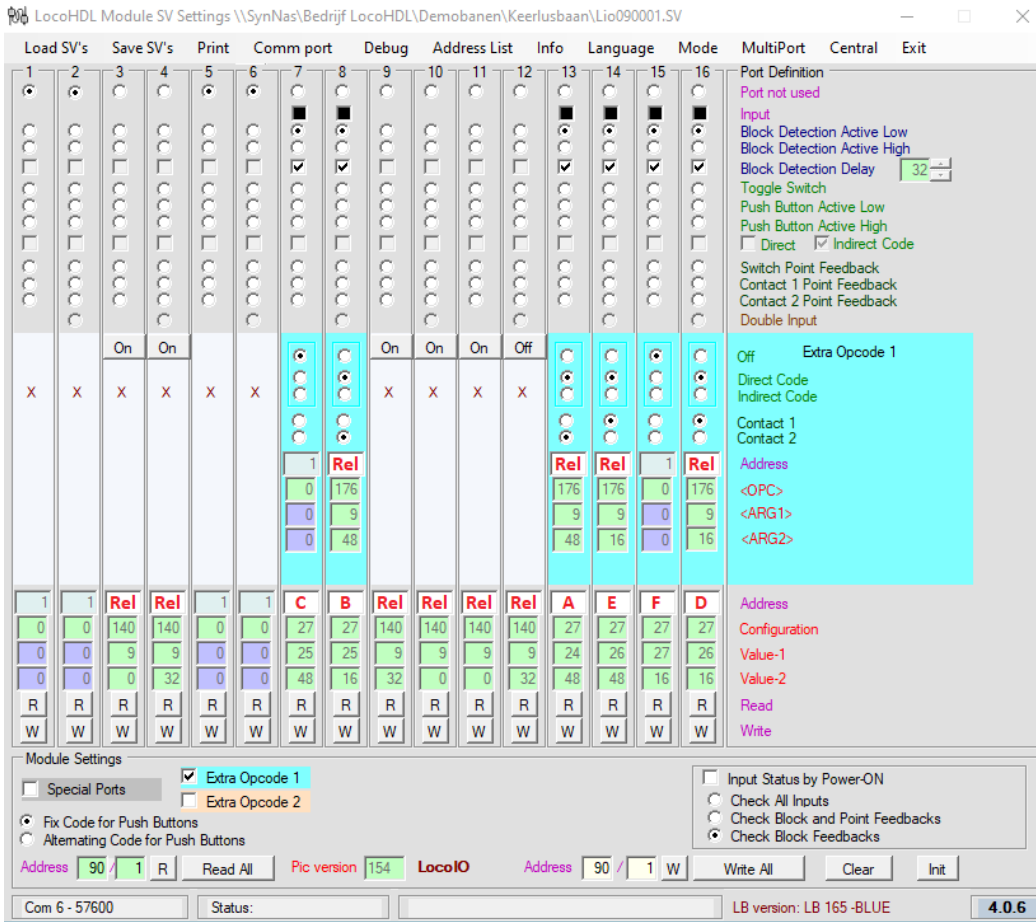 LocoHDL Module SV Settings \\SynNas\Bedrijf LocoHDL\Demobanen\Keerlusbaan\Lio090001.SV
Load SV's Save SV's Print Comm port Debug Address List Info Language Mode MultiPort Central Exit
1 2 3 4 5 6 7 8 9 10 11 12 13 14 15 16 Port Definition
Port not used
Input
Block Detection Active Low
Block Detection Active High
Block Detection Delay 32
Toggle Switch
Push Button Active Low
Push Button Active High
Direct Indirect Code
Switch Point Feedback
Contact 1 Point Feedback
Contact 2 Point Feedback
Double Input
On On On On On Off Off Extra Opcode 1
Direct Code
X X X X X X X X X X Indirect Code
Contact 1
Contact 2
1 Rel Rel Rel 1 Rel Address
0 176 176 176 0 176 <OPC>
0 9 9 9 0 9 <ARG1>
0 48 48 16 0 16 <ARG2>
1 1 Rel Rel 1 1 C B Rel Rel Rel Rel A E F D Address
0 0 140 140 0 0 27 27 140 140 140 140 27 27 27 27 Configuration
0 0 9 9 0 0 25 25 9 9 9 9 24 26 27 26 Value-1
0 0 0 32 0 0 48 16 32 0 0 32 48 48 16 16 Value-2
R R R R R R R R R R R R R R R R Read
W W W W W W W W W W W W W W W W Write
Module Settings
Special Ports Extra Opcode 1 Input Status by Power-ON
Extra Opcode 2 Check All Inputs
Fix Code for Push Buttons Check Block and Point Feedbacks
Alternating Code for Push Buttons Check Block Feedbacks
Address 90 / 1 R Read All Pic version 154 LocoIO Address 90 / 1 W Write All Clear Init
Com 6 - 57600 Status: LB version: LB 165 -BLUE 4.0.6